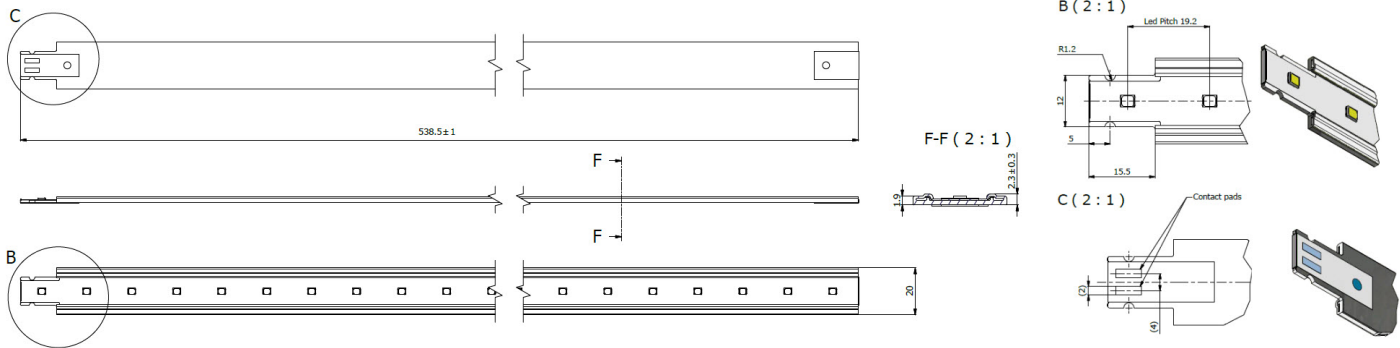 C
538.5±1
F
F
B
20
F-F ( 2 : 1 )
1.9
2.3±0.3
B ( 2 : 1 )
Led Pitch 19.2
R1.2
12
5
15.5
C ( 2 : 1 )
Contact pads
(2)
(4)